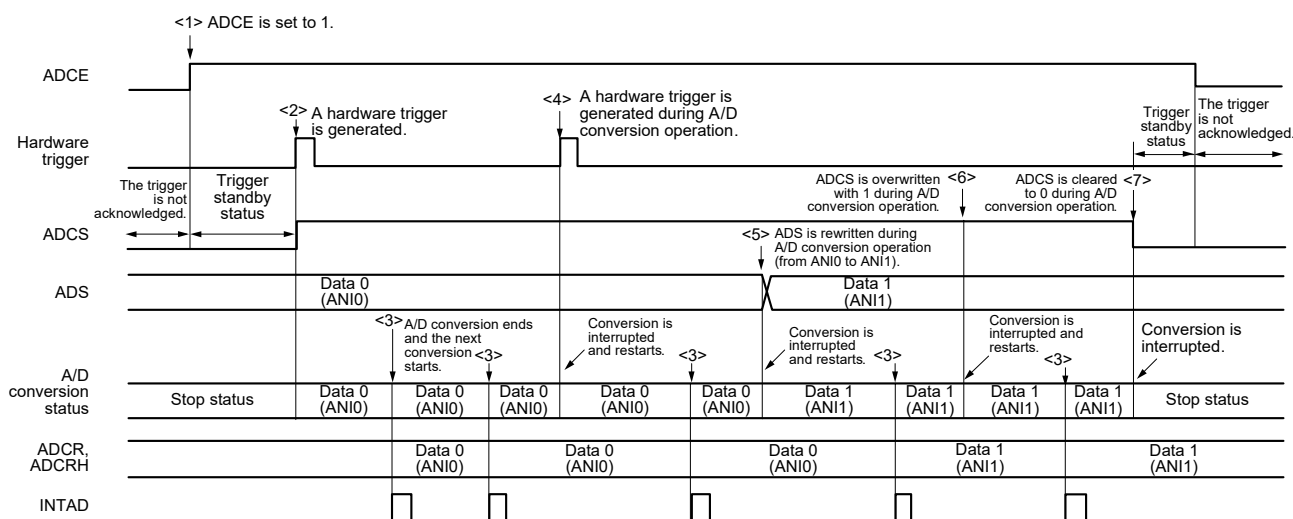 <1> ADCE is set to 1.
ADCE
<2> A hardware trigger
is generated.
<4> A hardware trigger is
generated during A/D
conversion operation.
Trigger
standby
status
The trigger
is not
acknowledged.
Hardware
trigger
The trigger
is not
acknowledged.
Trigger
standby
status
ADCS is overwritten <6>
with 1 during A/D
conversion operation.
ADCS is cleared <7>
to 0 during A/D
conversion operation.
ADCS
<5> ADS is rewritten during
A/D conversion operation
(from ANI0 to ANI1).
ADS
Data 0
(ANI0)
Data 1
(ANI1)
<3> A/D conversion ends
and the next
conversion
starts.
<3>
Conversion is
interrupted
and restarts.
<3>
Conversion is
interrupted
and restarts.
<3>
Conversion is
interrupted and
restarts.
<3>
Conversion is
interrupted.
A/D
conversion
status
Stop status
Data 0
(ANI0)
Data 0
(ANI0)
Data 0
(ANI0)
Data 0
(ANI0)
Data 0
(ANI0)
Data 1
(ANI1)
Data 1
(ANI1)
Data 1
(ANI1)
Data 1
(ANI1)
Stop status
ADCR,
ADCRH
Data 0
(ANI0)
Data 0
(ANI0)
Data 0
(ANI0)
Data 1
(ANI1)
Data 1
(ANI1)
INTAD